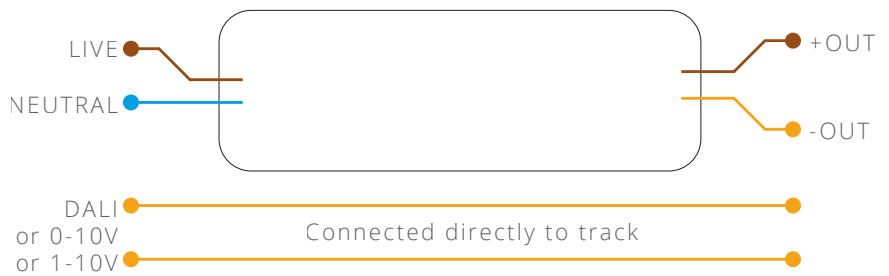 LIVE
+OUT
NEUTRAL
-OUT
DALI
or 0-10V
or 1-10V
Connected directly to track